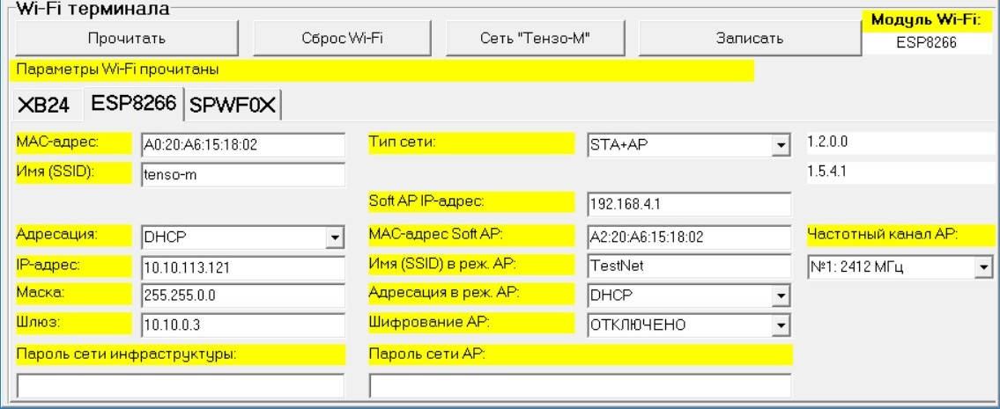 Wi-Fi терминала
Прочитать
Сброс Wi-Fi
Сеть "Тензо-М"
Записать
Модуль Wi-Fi:
ESP8266
Параметры Wi-Fi прочитаны
XB24 ESP8266 SPWF0X
MAC-адрес: A0:20:A6:15:18:02
Тип сети: STA+AP
1.2.0.0
Имя (SSID): tenso-m
1.5.4.1
Soft AP IP-адрес: 192.168.4.1
Адресация: DHCP
MAC-адрес Soft AP: A2:20:A6:15:18:02
Частотный канал AP:
IP-адрес: 10.10.113.121
Имя (SSID) в реж. AP: TestNet
№1: 2412 МГц
Маска: 255.255.0.0
Адресация в реж. AP: DHCP
Шлюз: 10.10.0.3
Шифрование AP: ОТКЛЮЧЕНО
Пароль сети инфраструктуры:
Пароль сети AP: